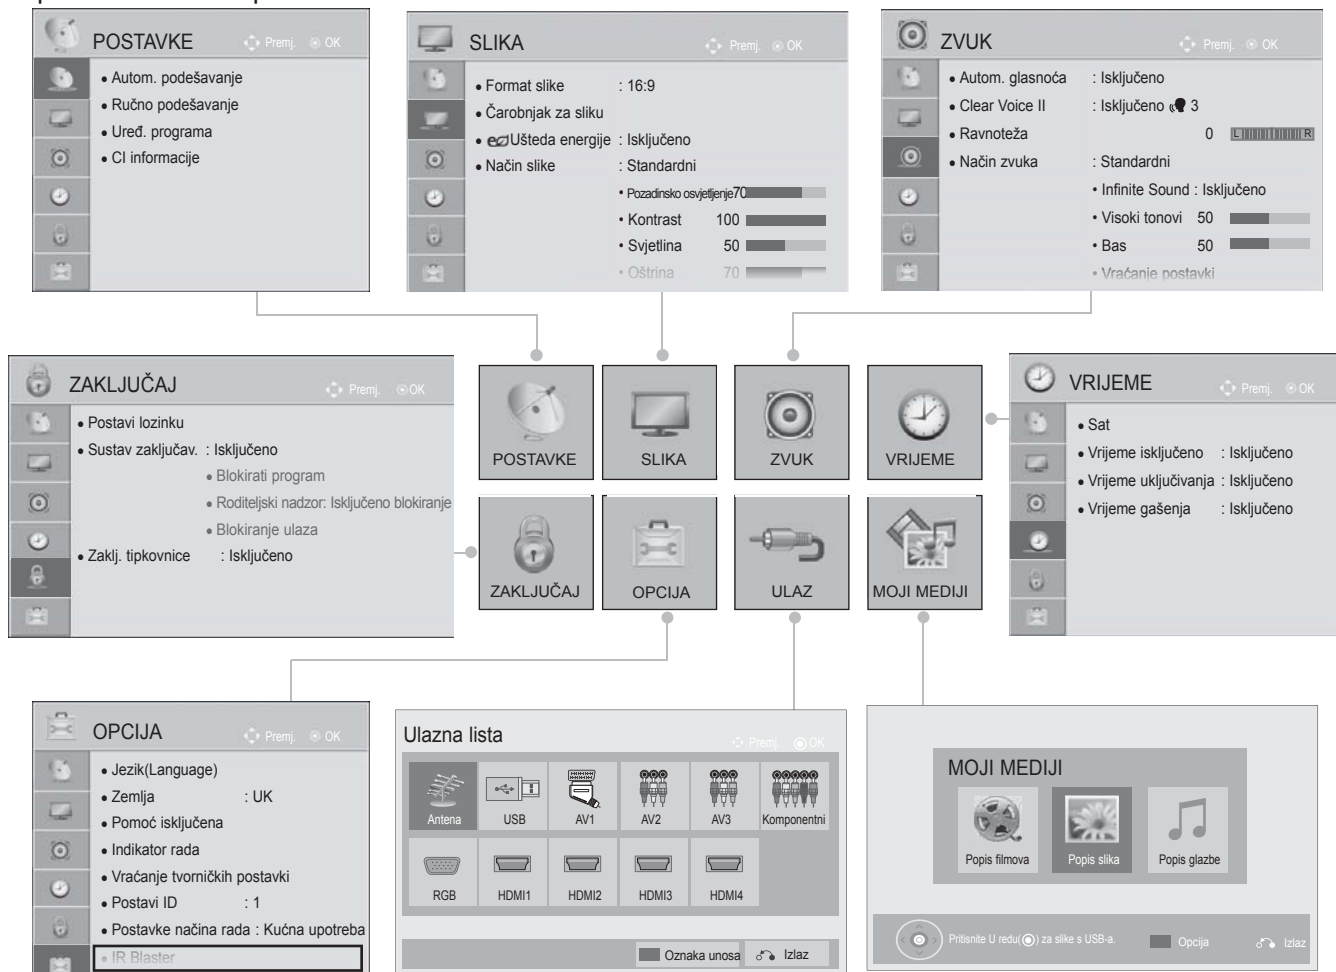 POSTAVKE
Premj. OK
• Autom. podešavanje
• Ručno podešavanje
• Uređ. programa
• CI informacije
SLIKA
Premj. OK
• Format slike : 16:9
• Čarobnjak za sliku
• Ušteda energije : Isključeno
• Način slike : Standardni
• Pozadinsko osvjetljenje 70
• Kontrast 100
• Svjetlina 50
• Oštrina 70
ZVUK
Premj. OK
• Autom. glasnoća : Isključeno
• Clear Voice II : Isključeno 3
• Ravnoteža 0 L R
• Način zvuka : Standardni
• Infinite Sound : Isključeno
• Visoki tonovi 50
• Bas 50
• Vraćanje postavki
ZAKLJUČAJ
Premj. OK
• Postavi lozinku
• Sustav zaključav. : Isključeno
• Blokirati program
• Roditeljski nadzor: Isključeno blokiranje
• Blokiranje ulaza
• Zaklj. tipkovnice : Isključeno
POSTAVKE
SLIKA
ZVUK
VRIJEME
ZAKLJUČAJ
OPCIJA
ULAZ
MOJI MEDIJI
VRIJEME
Premj. OK
• Sat
• Vrijeme isključeno : Isključeno
• Vrijeme uključivanja : Isključeno
• Vrijeme gašenja : Isključeno
OPCIJA
Premj. OK
• Jezik(Language)
• Zemlja : UK
• Pomoć isključena
• Indikator rada
• Vraćanje tvorničkih postavki
• Postavi ID : 1
• Postavke načina rada : Kućna upotreba
• IR Blaster
Ulazna lista
Premj. OK
Antena USB AV1 AV2 AV3 Komponentni
RGB HDMI1 HDMI2 HDMI3 HDMI4
Oznaka unosa Izlaz
MOJI MEDIJI
Popis filmova Popis slika Popis glazbe
Pritisnite U redu( ) za slike s USB-a. Opcija Izlaz